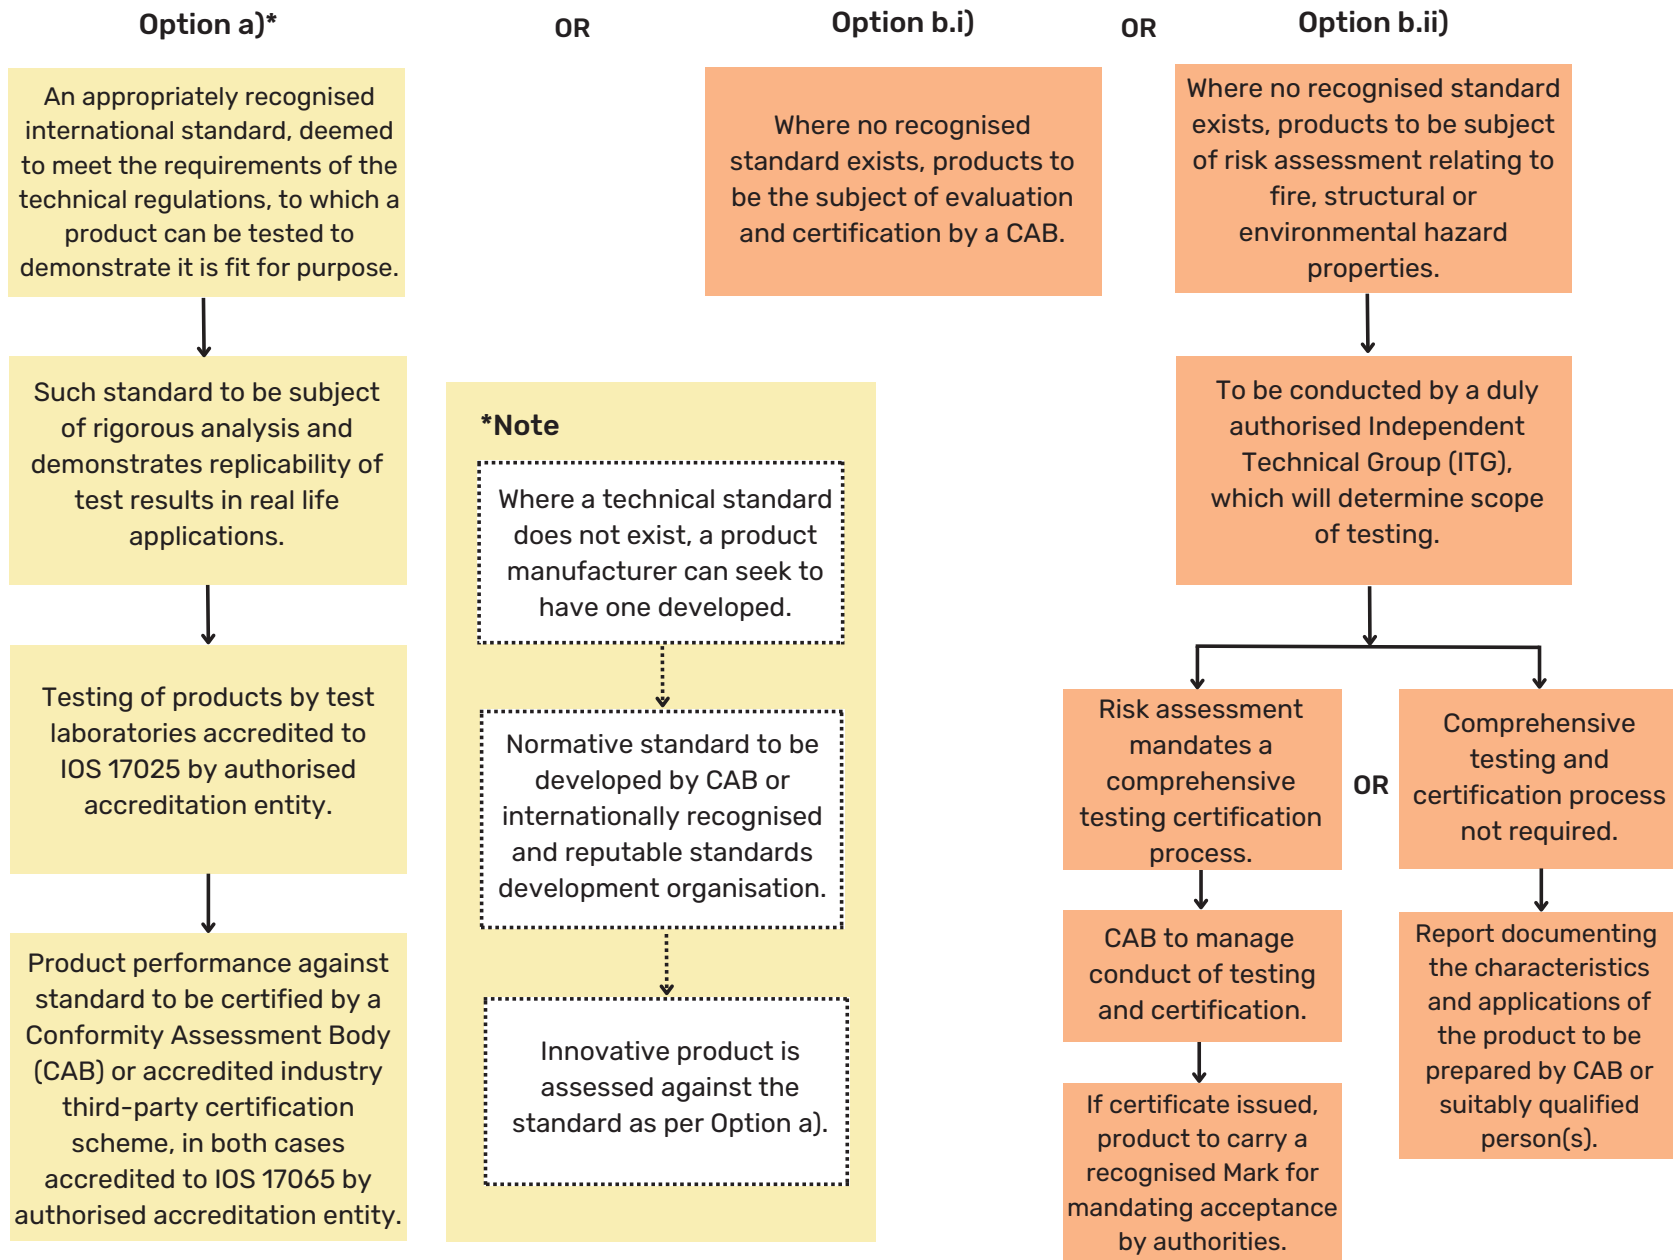 Option a)*
OR
Option b.i)
OR
Option b.ii)
An appropriately recognised
international standard, deemed
to meet the requirements of the
technical regulations, to which a
product can be tested to
demonstrate it is fit for purpose.
Such standard to be subject
of rigorous analysis and
demonstrates replicability of
test results in real life
applications.
Testing of products by test
laboratories accredited to
IOS 17025 by authorised
accreditation entity.
Product performance against
standard to be certified by a
Conformity Assessment Body
(CAB) or accredited industry
third-party certification
scheme, in both cases
accredited to IOS 17065 by
authorised accreditation entity.
*Note
Where a technical standard
does not exist, a product
manufacturer can seek to
have one developed.
Normative standard to be
developed by CAB or
internationally recognised
and reputable standards
development organisation.
Innovative product is
assessed against the
standard as per Option a).
Where no recognised
standard exists, products to
be the subject of evaluation
and certification by a CAB.
Where no recognised standard
exists, products to be subject
of risk assessment relating to
fire, structural or
environmental hazard
properties.
To be conducted by a duly
authorised Independent
Technical Group (ITG),
which will determine scope
of testing.
Risk assessment
mandates a
comprehensive
testing certification
process.
OR
Comprehensive
testing and
certification process
not required.
CAB to manage
conduct of testing
and certification.
If certificate issued,
product to carry a
recognised Mark for
mandating acceptance
by authorities.
Report documenting
the characteristics
and applications of
the product to be
prepared by CAB or
suitably qualified
person(s).